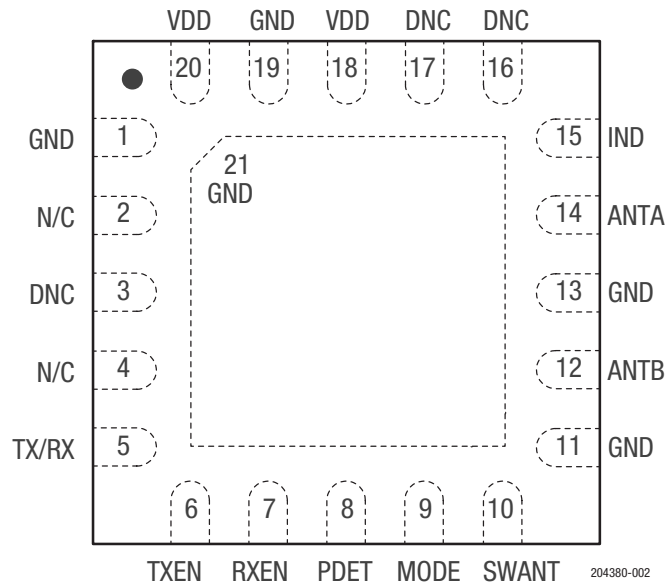 VDD GND VDD DNC DNC
20 19 18 17 16
GND 1 15 IND
21
GND
N/C 2 14 ANTA
DNC 3 13 GND
N/C 4 12 ANTB
TX/RX 5 11 GND
6 7 8 9 10
TXEN RXEN PDET MODE SWANT
204380-002